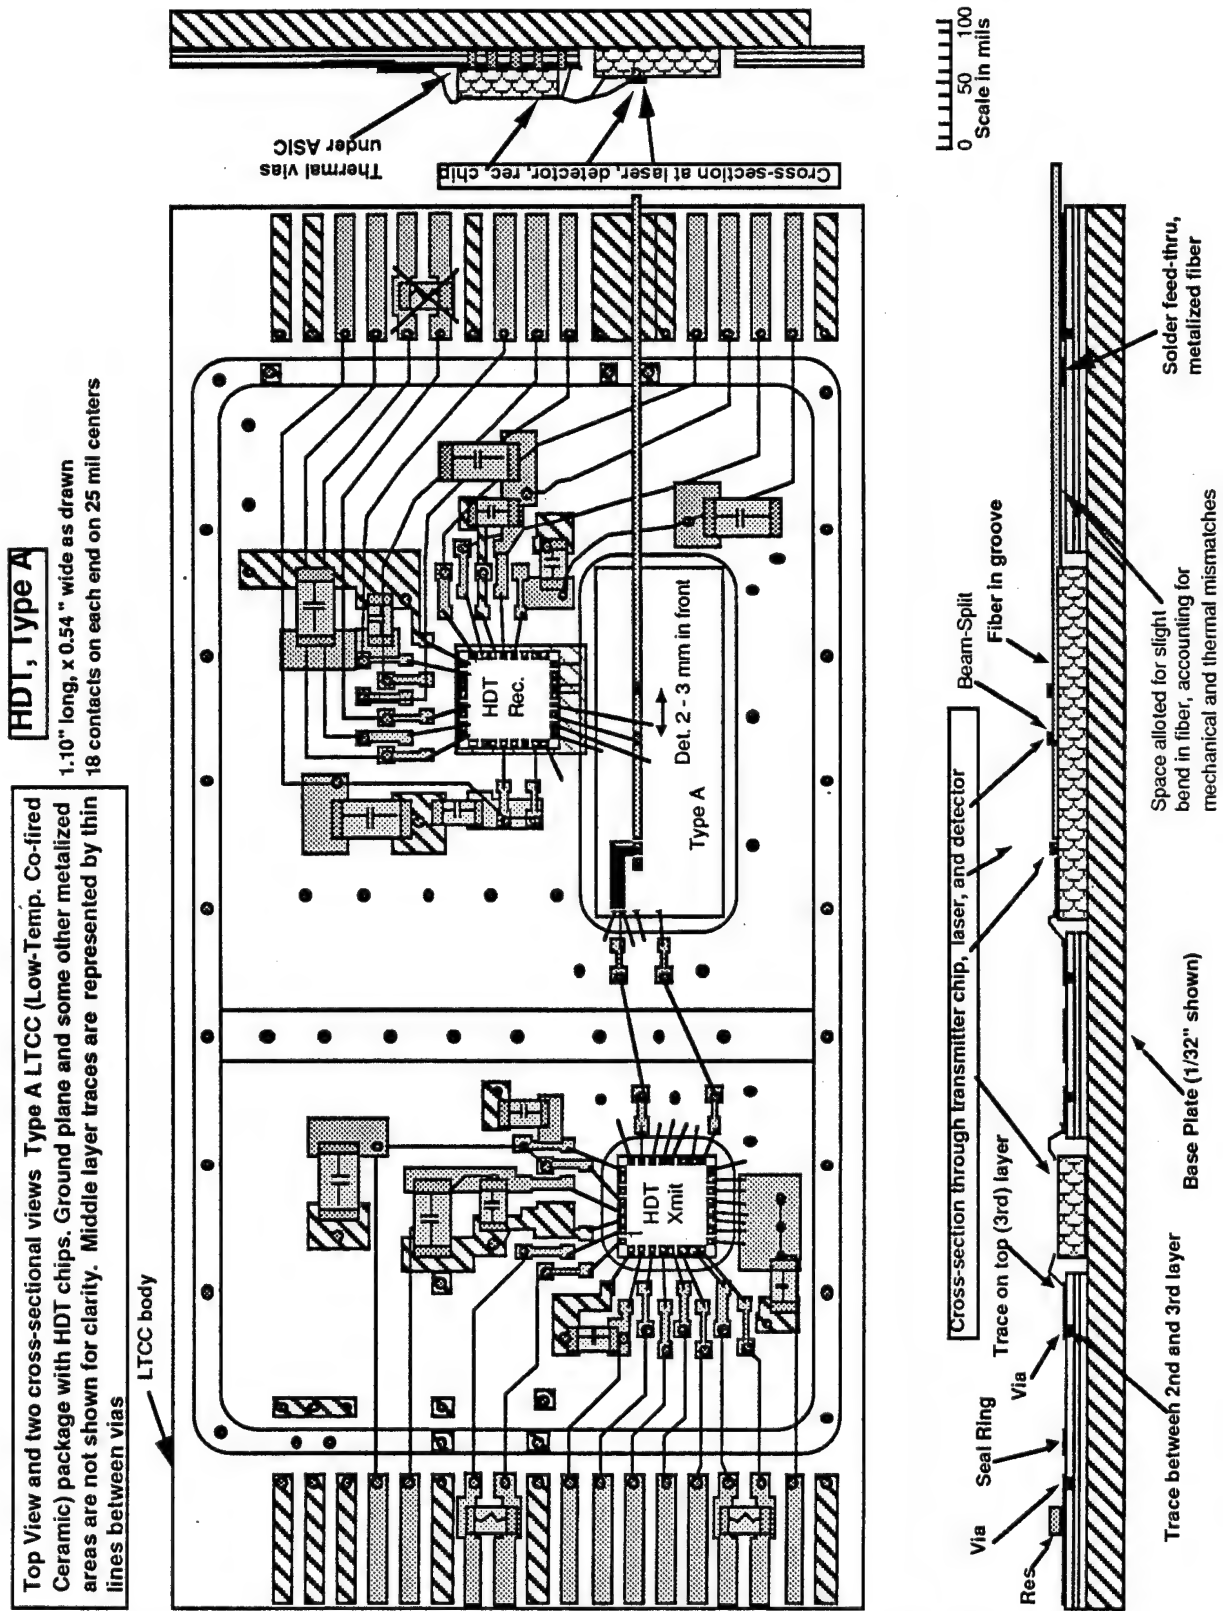 HDT, Type A
1.10" long, x 0.54 " wide as drawn
18 contacts on each end on 25 mil centers
Top View and two cross-sectional views Type A LTCC (Low-Temp. Co-fired
Ceramic) package with HDT chips. Ground plane and some other metalized
areas are not shown for clarity. Middle layer traces are represented by thin
lines between vias
LTCC body
Thermal vias
under ASIC
Cross-section at laser, detector, rec. chip
HDT
Rec.
Det. 2 - 3 mm in front
Type A
HDT
Xmit
0 50 100
Scale in mils
Cross-section through transmitter chip, laser, and detector
Res
Via
Seal Ring
Via
Trace on top (3rd) layer
Beam-Split
Fiber in groove
Solder feed-thru,
metalized fiber
Space alloted for slight
bend in fiber, accounting for
mechanical and thermal mismatches
Base Plate (1/32" shown)
Trace between 2nd and 3rd layer